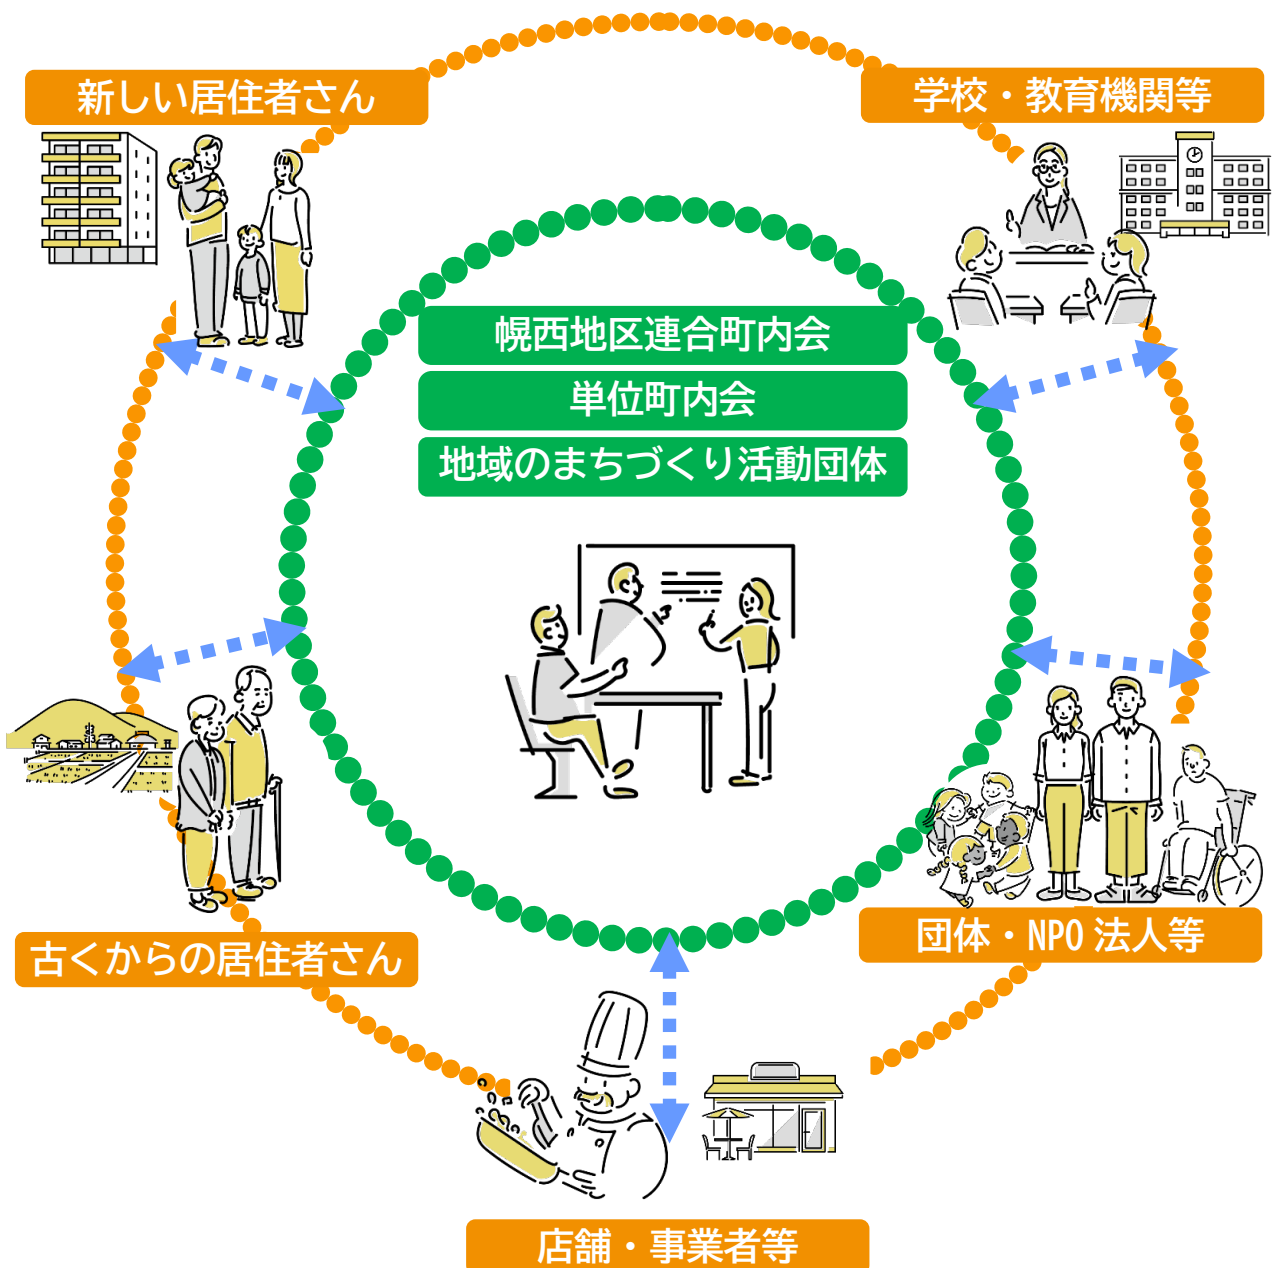 新しい居住者さん
学校・教育機関等
幌西地区連合町内会
単位町内会
地域のまちづくり活動団体
古くからの居住者さん
団体・NPO 法人等
店舗・事業者等